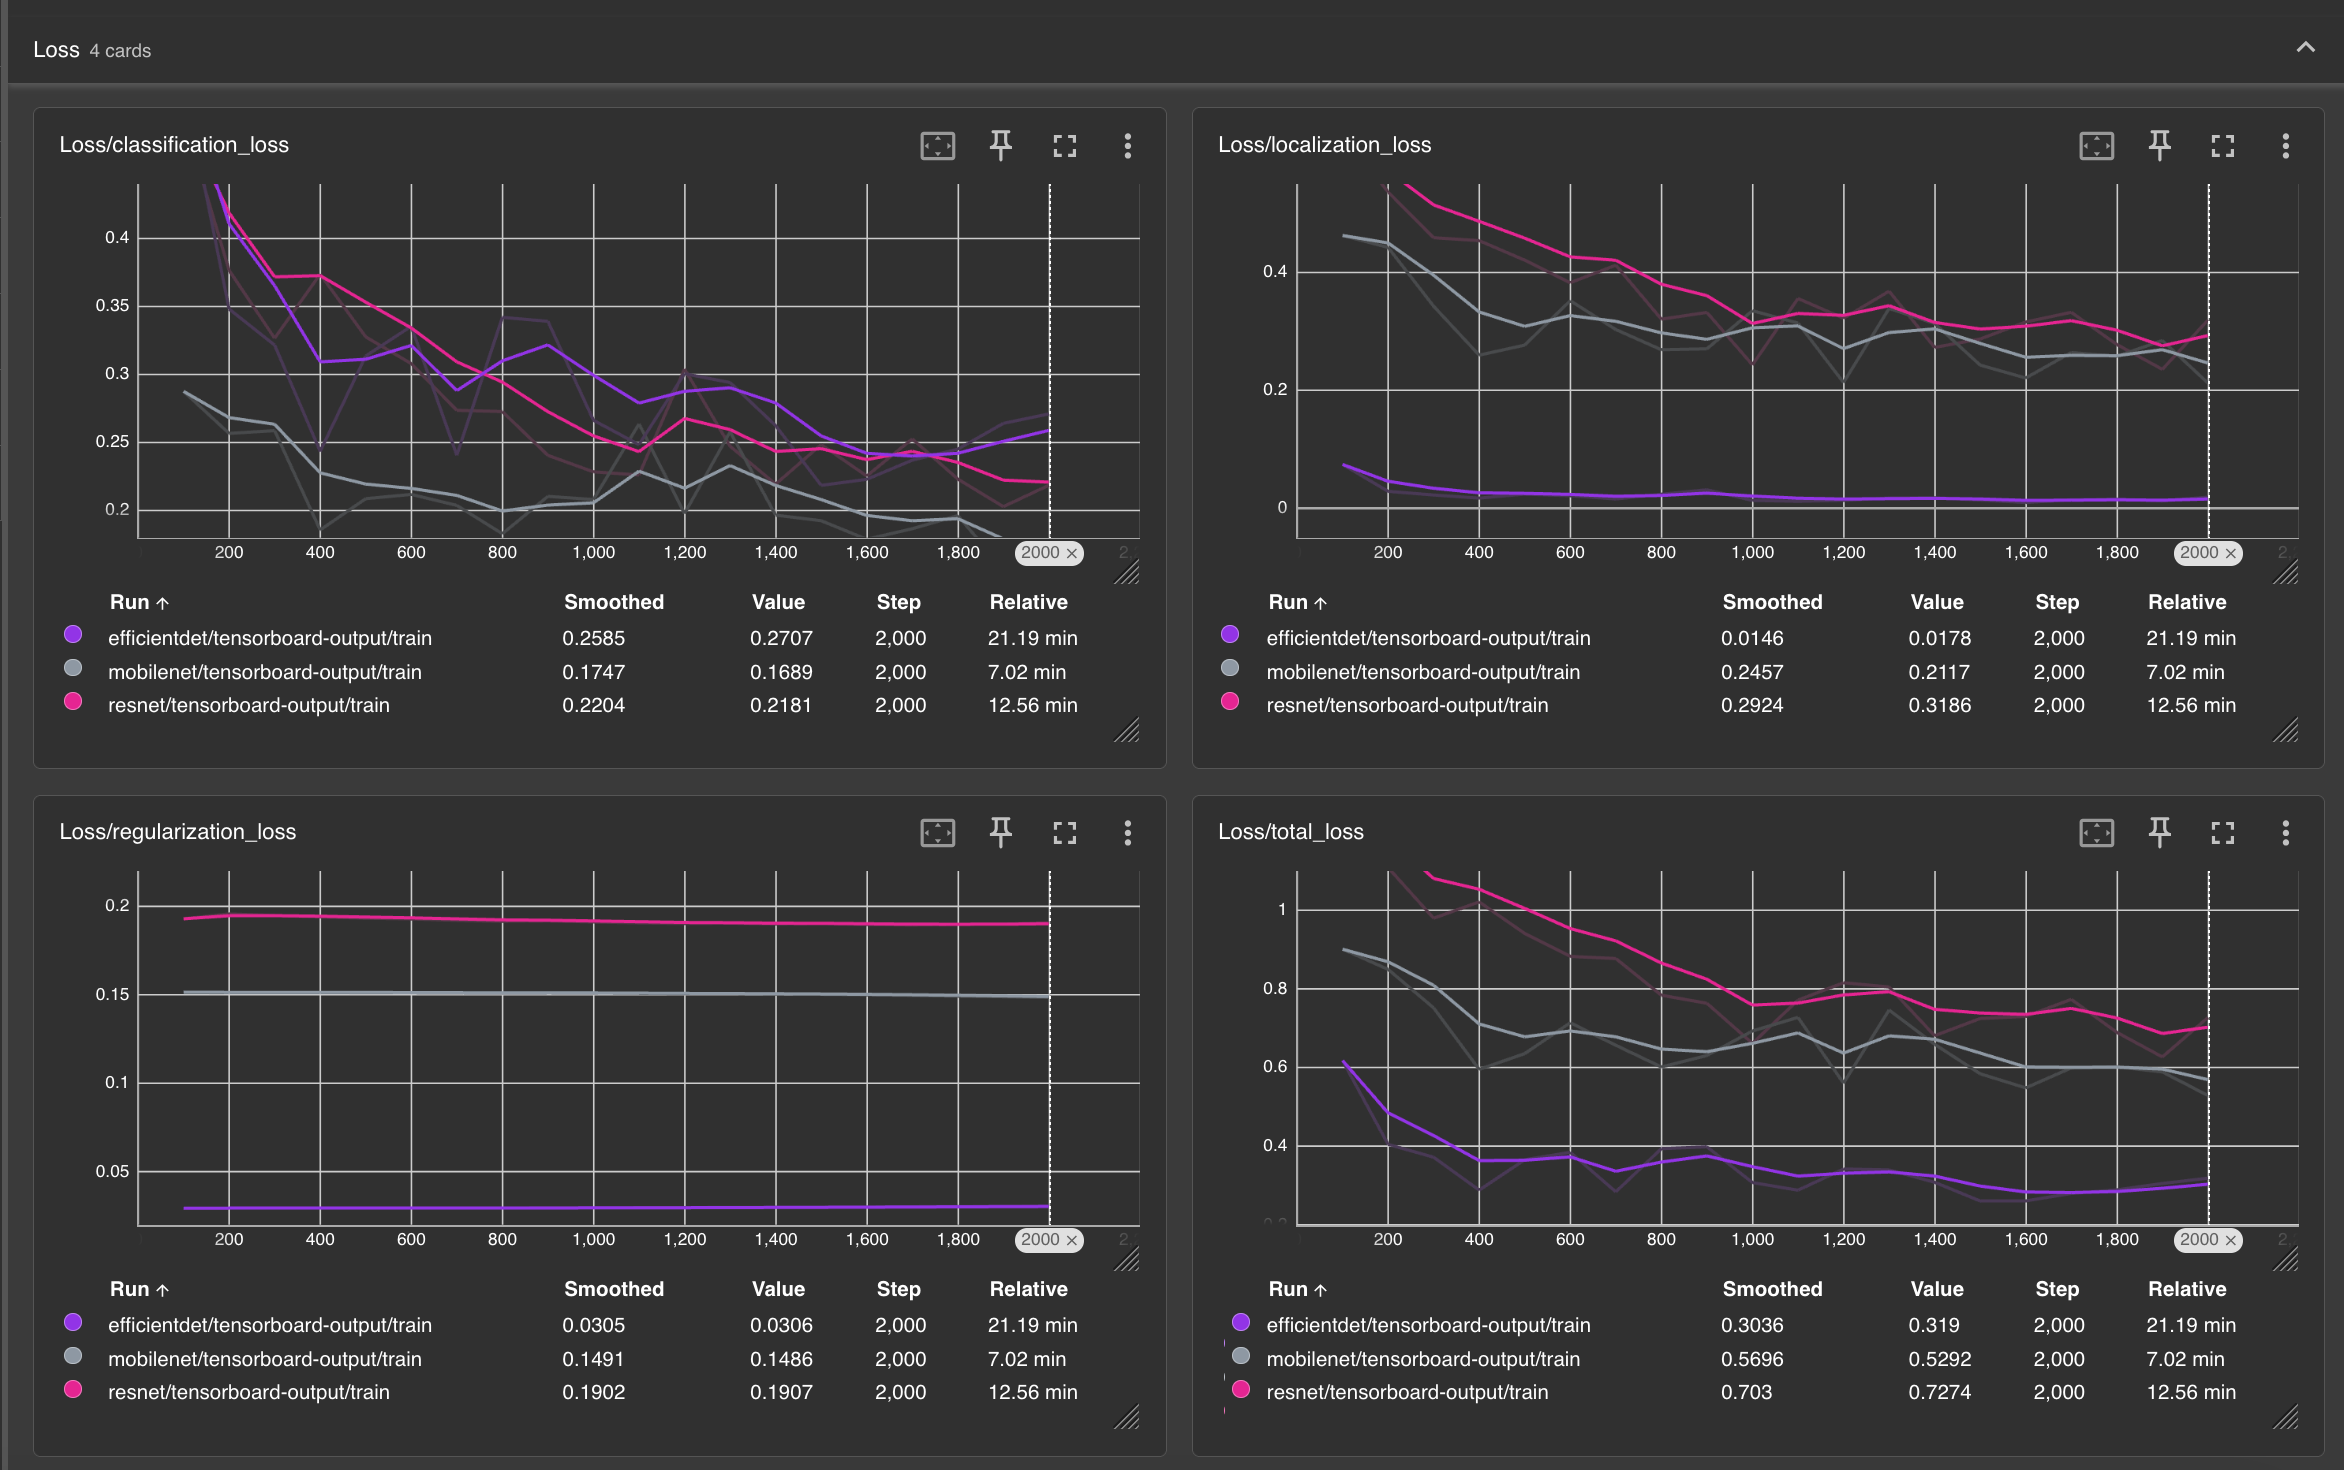 Loss 4 cards
Loss/classification_loss
0.4
0.35
0.3
0.25
0.2
200 400 600 800 1,000 1,200 1,400 1,600 1,800 2000 ×
Run ↑ Smoothed Value Step Relative
efficientdet/tensorboard-output/train 0.2585 0.2707 2,000 21.19 min
mobilenet/tensorboard-output/train 0.1747 0.1689 2,000 7.02 min
resnet/tensorboard-output/train 0.2204 0.2181 2,000 12.56 min
Loss/localization_loss
0.4
0.2
0
200 400 600 800 1,000 1,200 1,400 1,600 1,800 2000 ×
Run ↑ Smoothed Value Step Relative
efficientdet/tensorboard-output/train 0.0146 0.0178 2,000 21.19 min
mobilenet/tensorboard-output/train 0.2457 0.2117 2,000 7.02 min
resnet/tensorboard-output/train 0.2924 0.3186 2,000 12.56 min
Loss/regularization_loss
0.2
0.15
0.1
0.05
200 400 600 800 1,000 1,200 1,400 1,600 1,800 2000 ×
Run ↑ Smoothed Value Step Relative
efficientdet/tensorboard-output/train 0.0305 0.0306 2,000 21.19 min
mobilenet/tensorboard-output/train 0.1491 0.1486 2,000 7.02 min
resnet/tensorboard-output/train 0.1902 0.1907 2,000 12.56 min
Loss/total_loss
1
0.8
0.6
0.4
200 400 600 800 1,000 1,200 1,400 1,600 1,800 2000 ×
Run ↑ Smoothed Value Step Relative
efficientdet/tensorboard-output/train 0.3036 0.319 2,000 21.19 min
mobilenet/tensorboard-output/train 0.5696 0.5292 2,000 7.02 min
resnet/tensorboard-output/train 0.703 0.7274 2,000 12.56 min